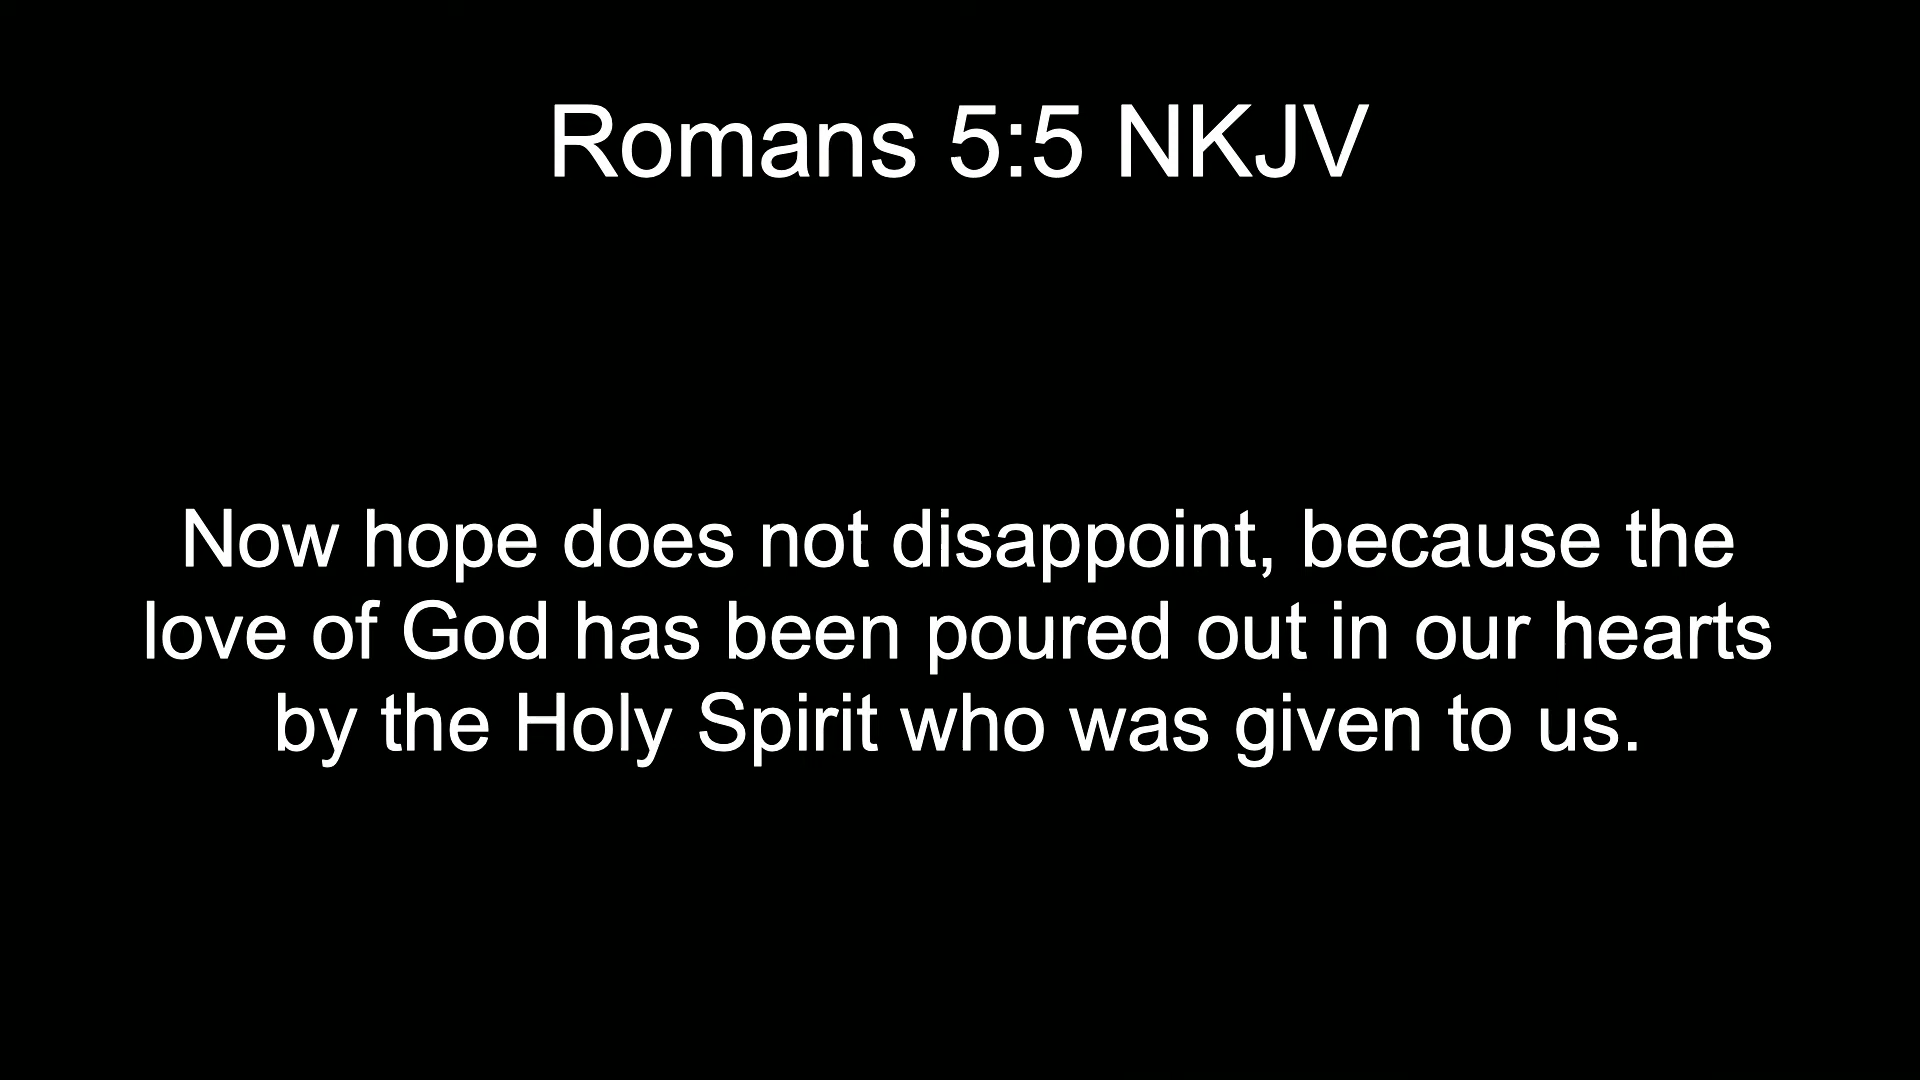 Romans 5:5 NKJV
Now hope does not disappoint, because the
love of God has been poured out in our hearts
by the Holy Spirit who was given to us.